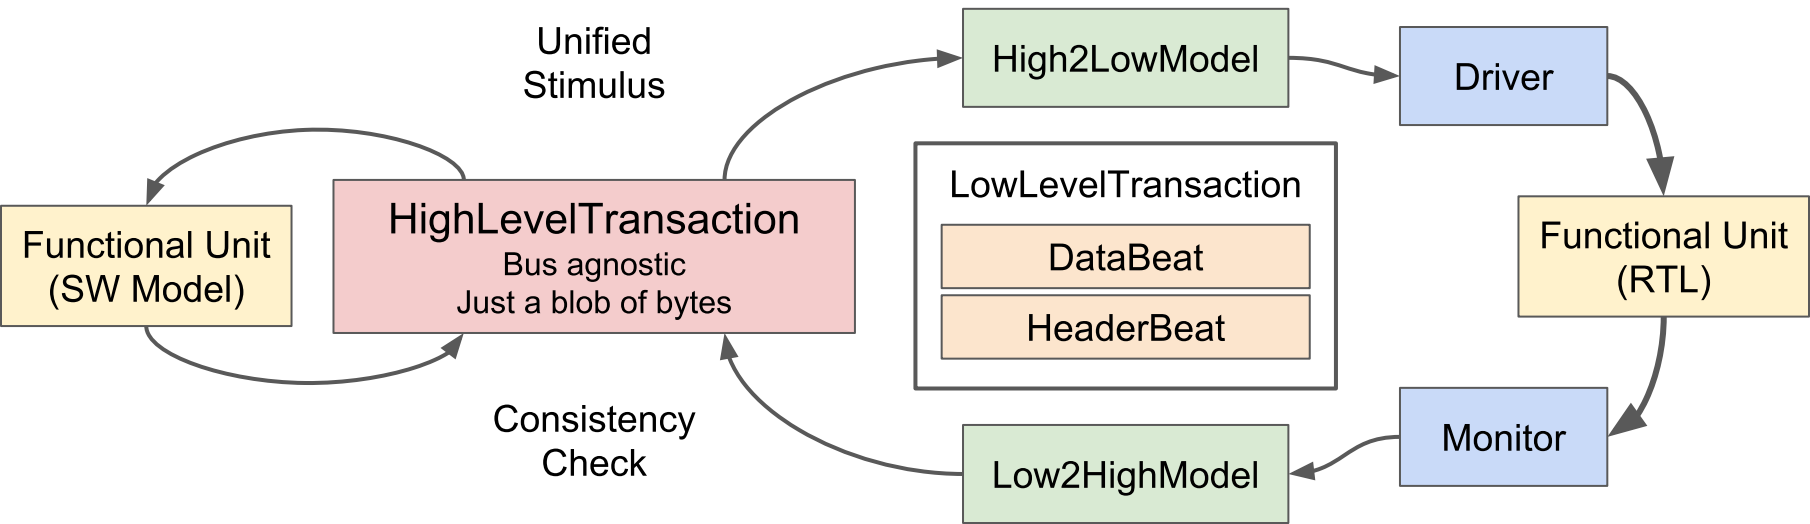 Unified
Stimulus
High2LowModel
Driver
LowLevelTransaction
DataBeat
HeaderBeat
HighLevelTransaction
Bus agnostic
Just a blob of bytes
Functional Unit
(SW Model)
Functional Unit
(RTL)
Consistency
Check
Low2HighModel
Monitor